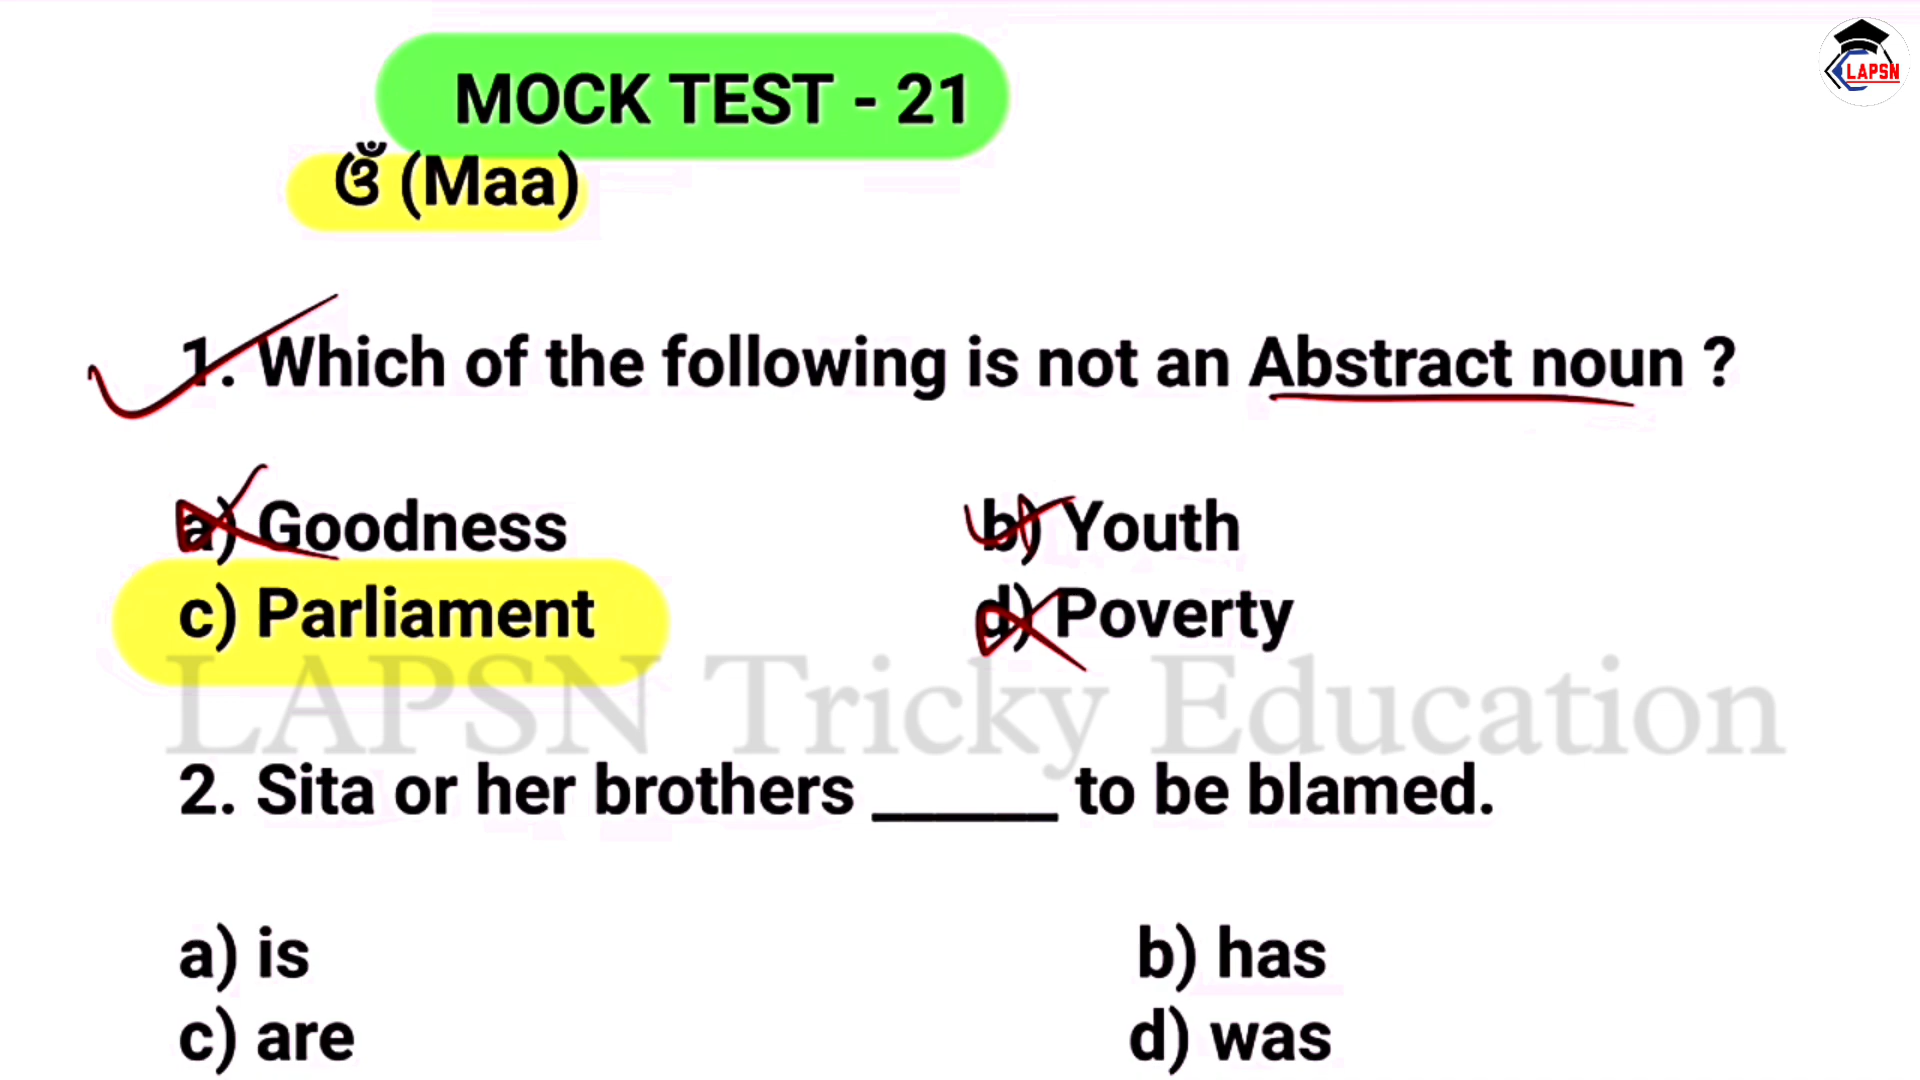 MOCK TEST - 21
LAPSN
ଓଁ (Maa)
1. Which of the following is not an Abstract noun ?
a) Goodness b) Youth
c) Parliament d) Poverty
LAPSN Tricky Education
2. Sita or her brothers ______ to be blamed.
a) is b) has
c) are d) was